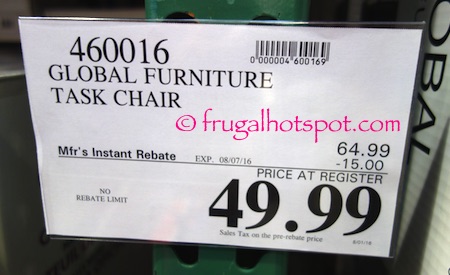 460016
0000004600169
GLOBAL FURNITURE
TASK CHAIR
© frugalhotspot.com
64.99
Mfr's Instant Rebate EXP. 08/07/16 -15.00
PRICE AT REGISTER
NO
REBATE LIMIT
49.99
Sales Tax on the pre-rebate price
OBAL